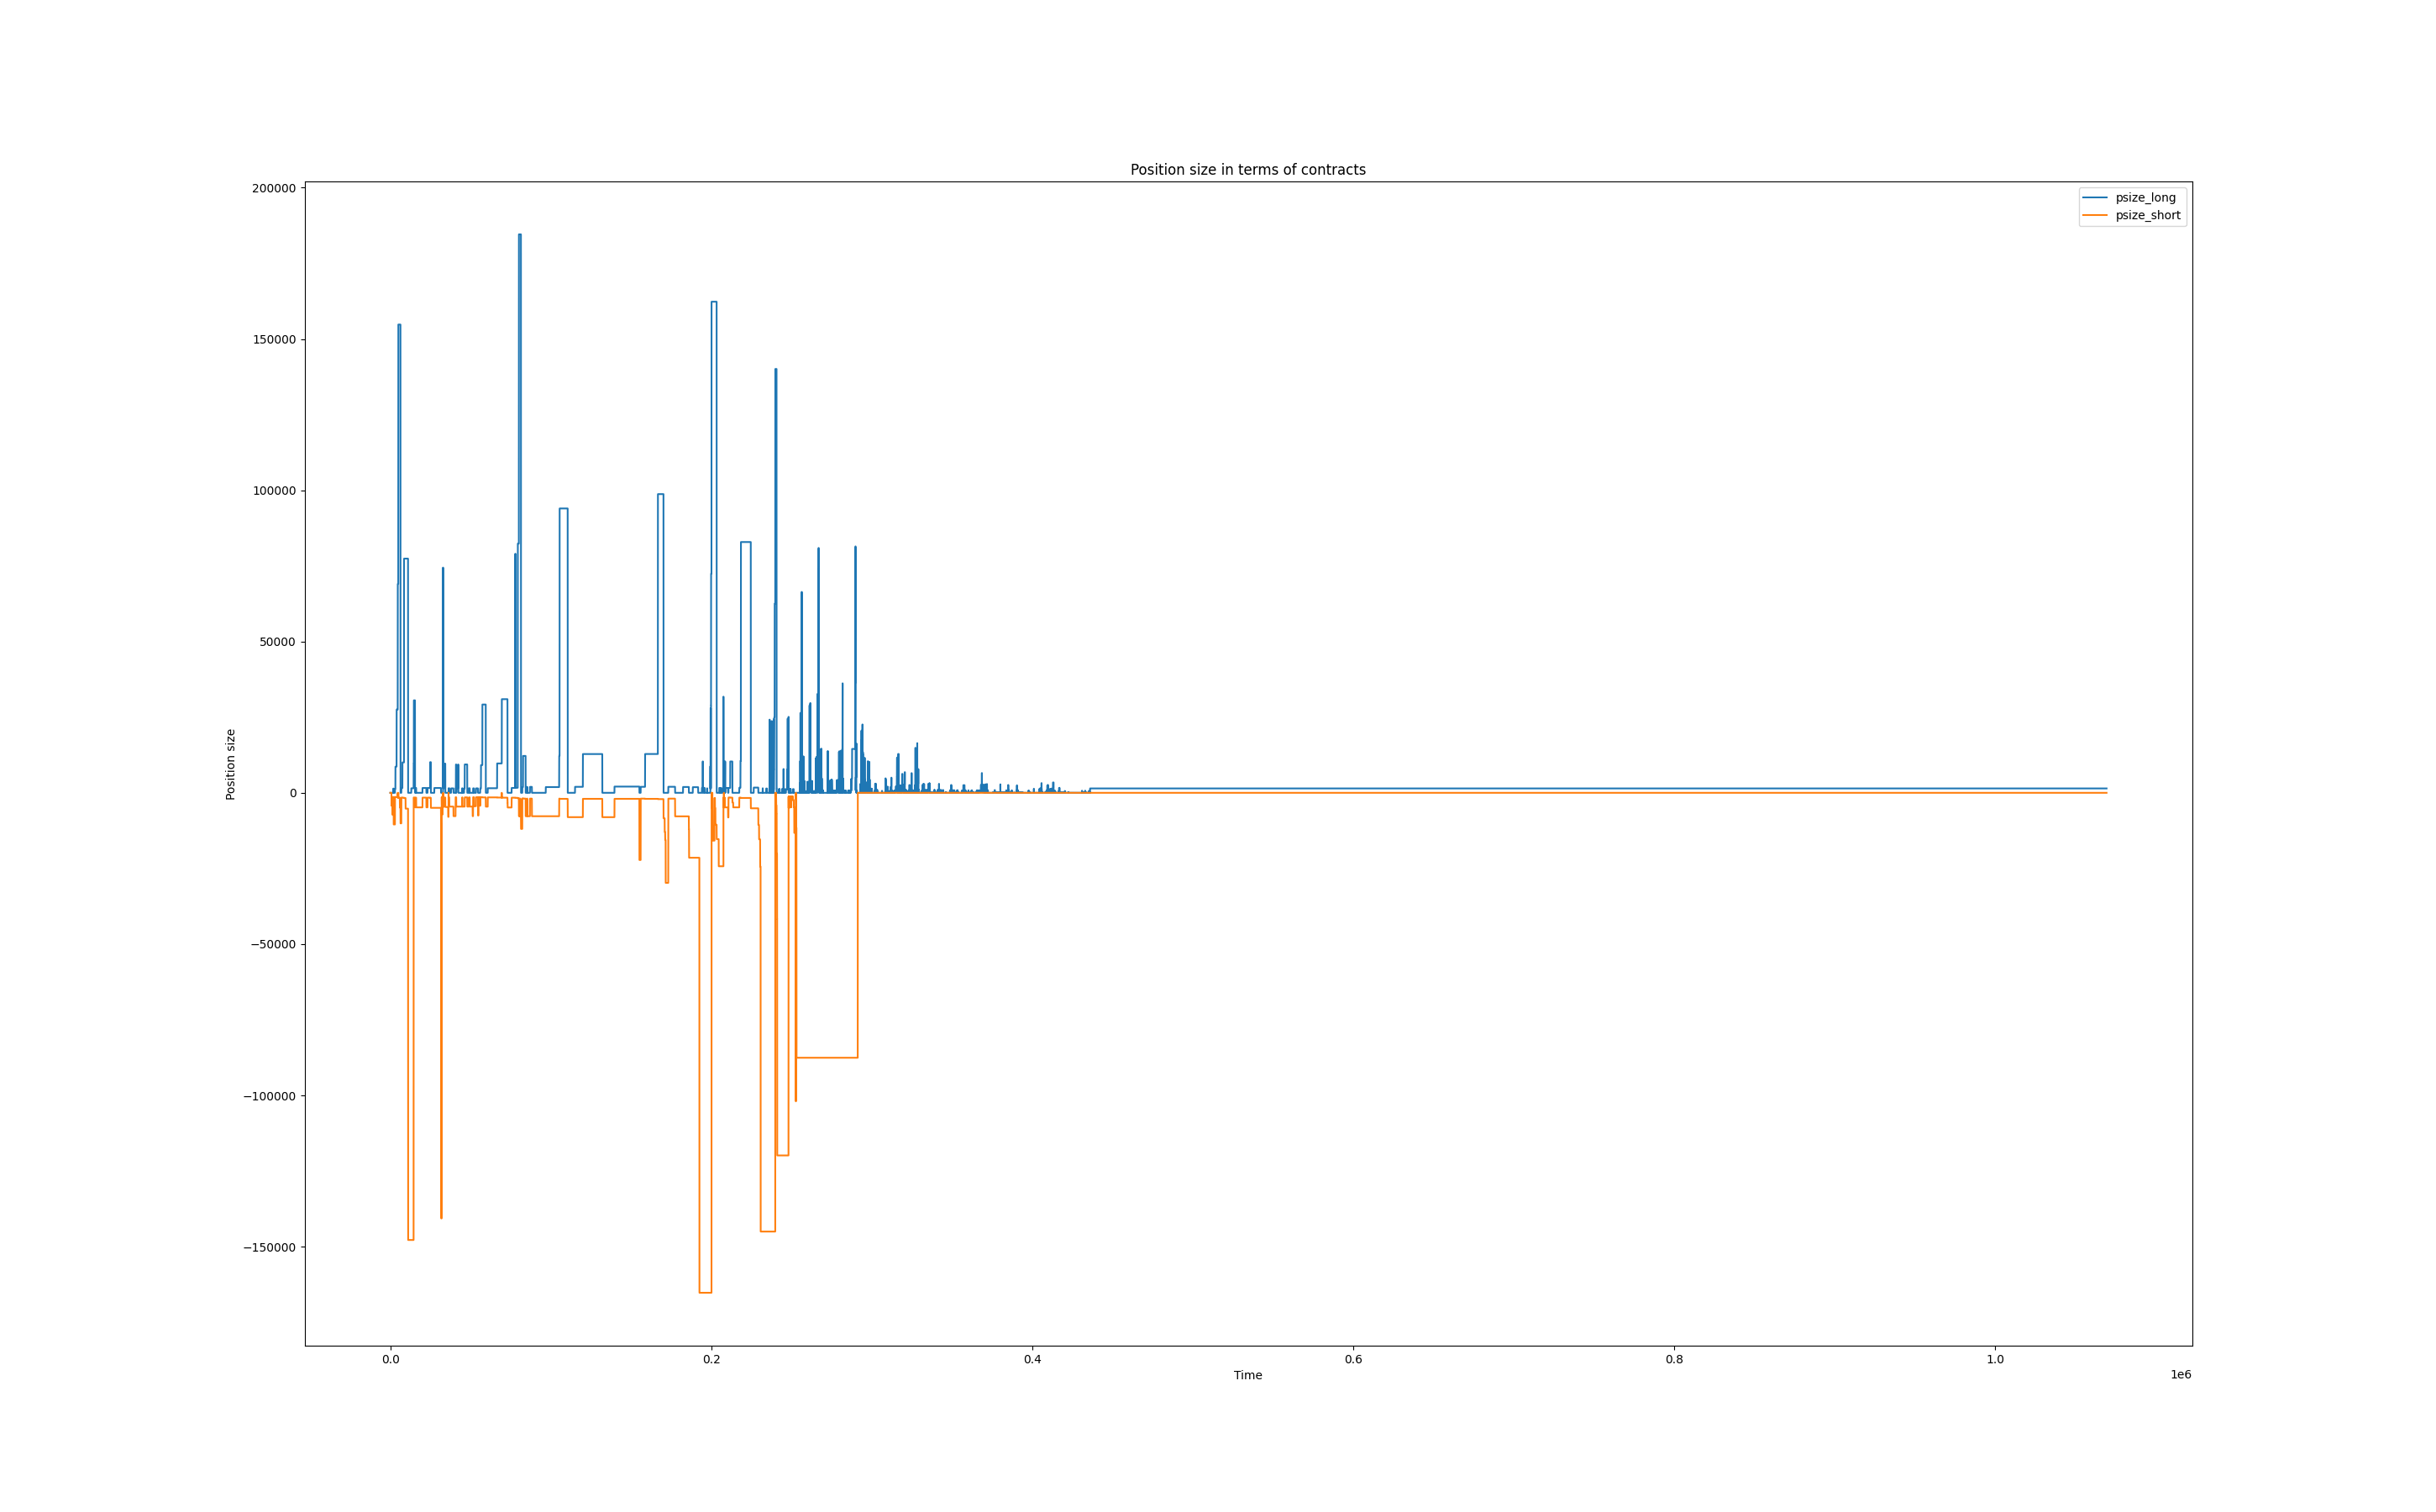 Position size in terms of contracts
psize_long
psize_short
200000
150000
100000
50000
0
−50000
−100000
−150000
Position size
0.0 0.2 0.4 0.6 0.8 1.0
Time
1e6